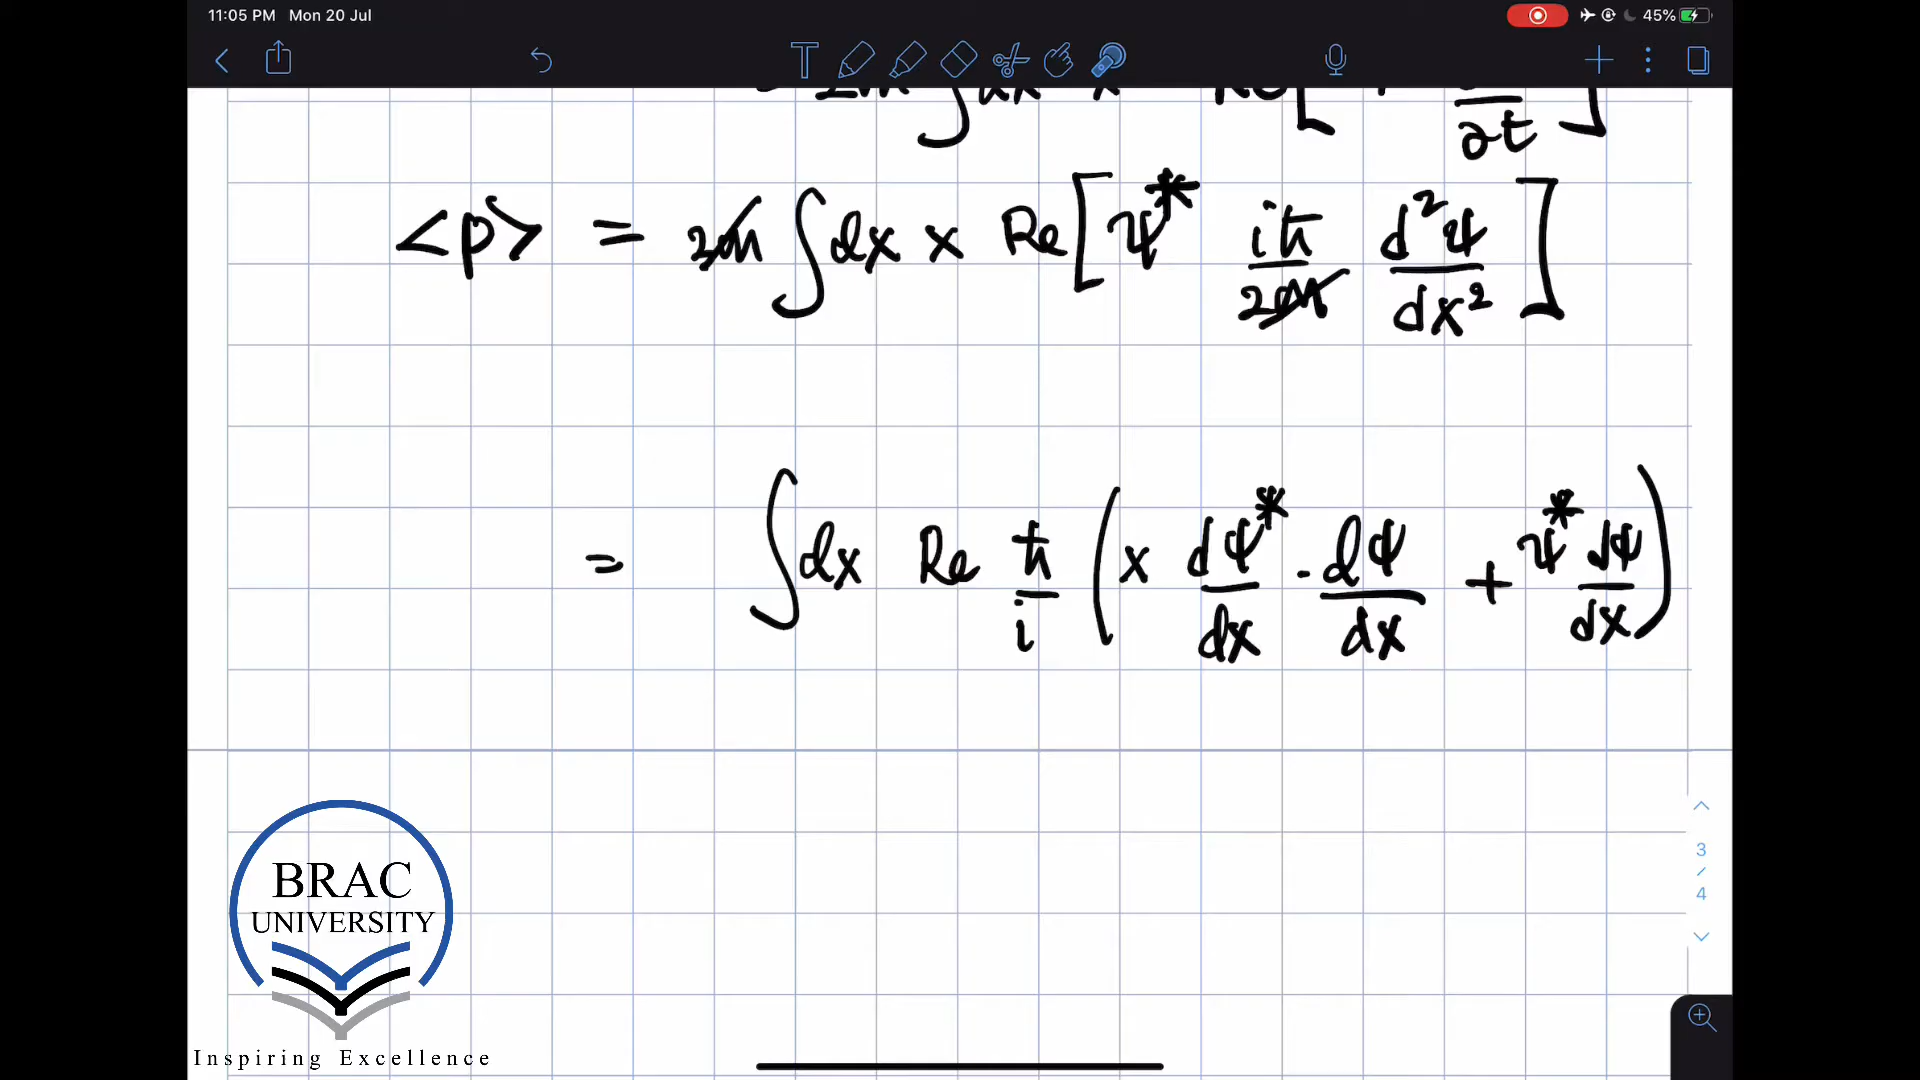 11:05 PM Mon 20 Jul 45%
∂t
<p> = 2m ∫dx x Re[ψ* iħ/2m d²ψ/dx²]
= ∫dx Re ħ/i (x dψ*/dx · dψ/dx + ψ* dψ/dx)
3
/
4
BRAC
UNIVERSITY
Inspiring Excellence